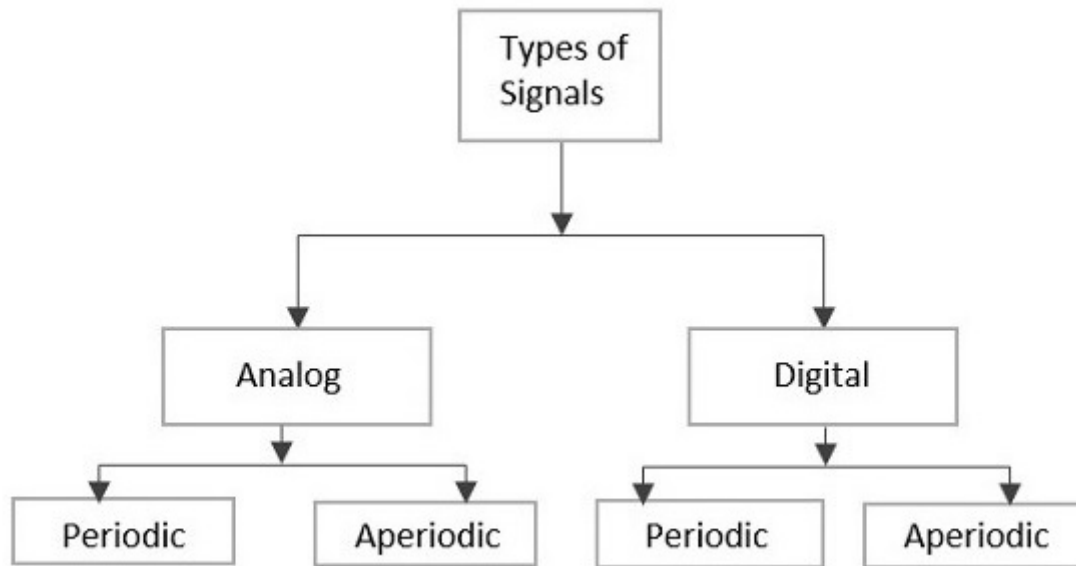 Types of
Signals
Analog
Digital
Periodic
Aperiodic
Periodic
Aperiodic